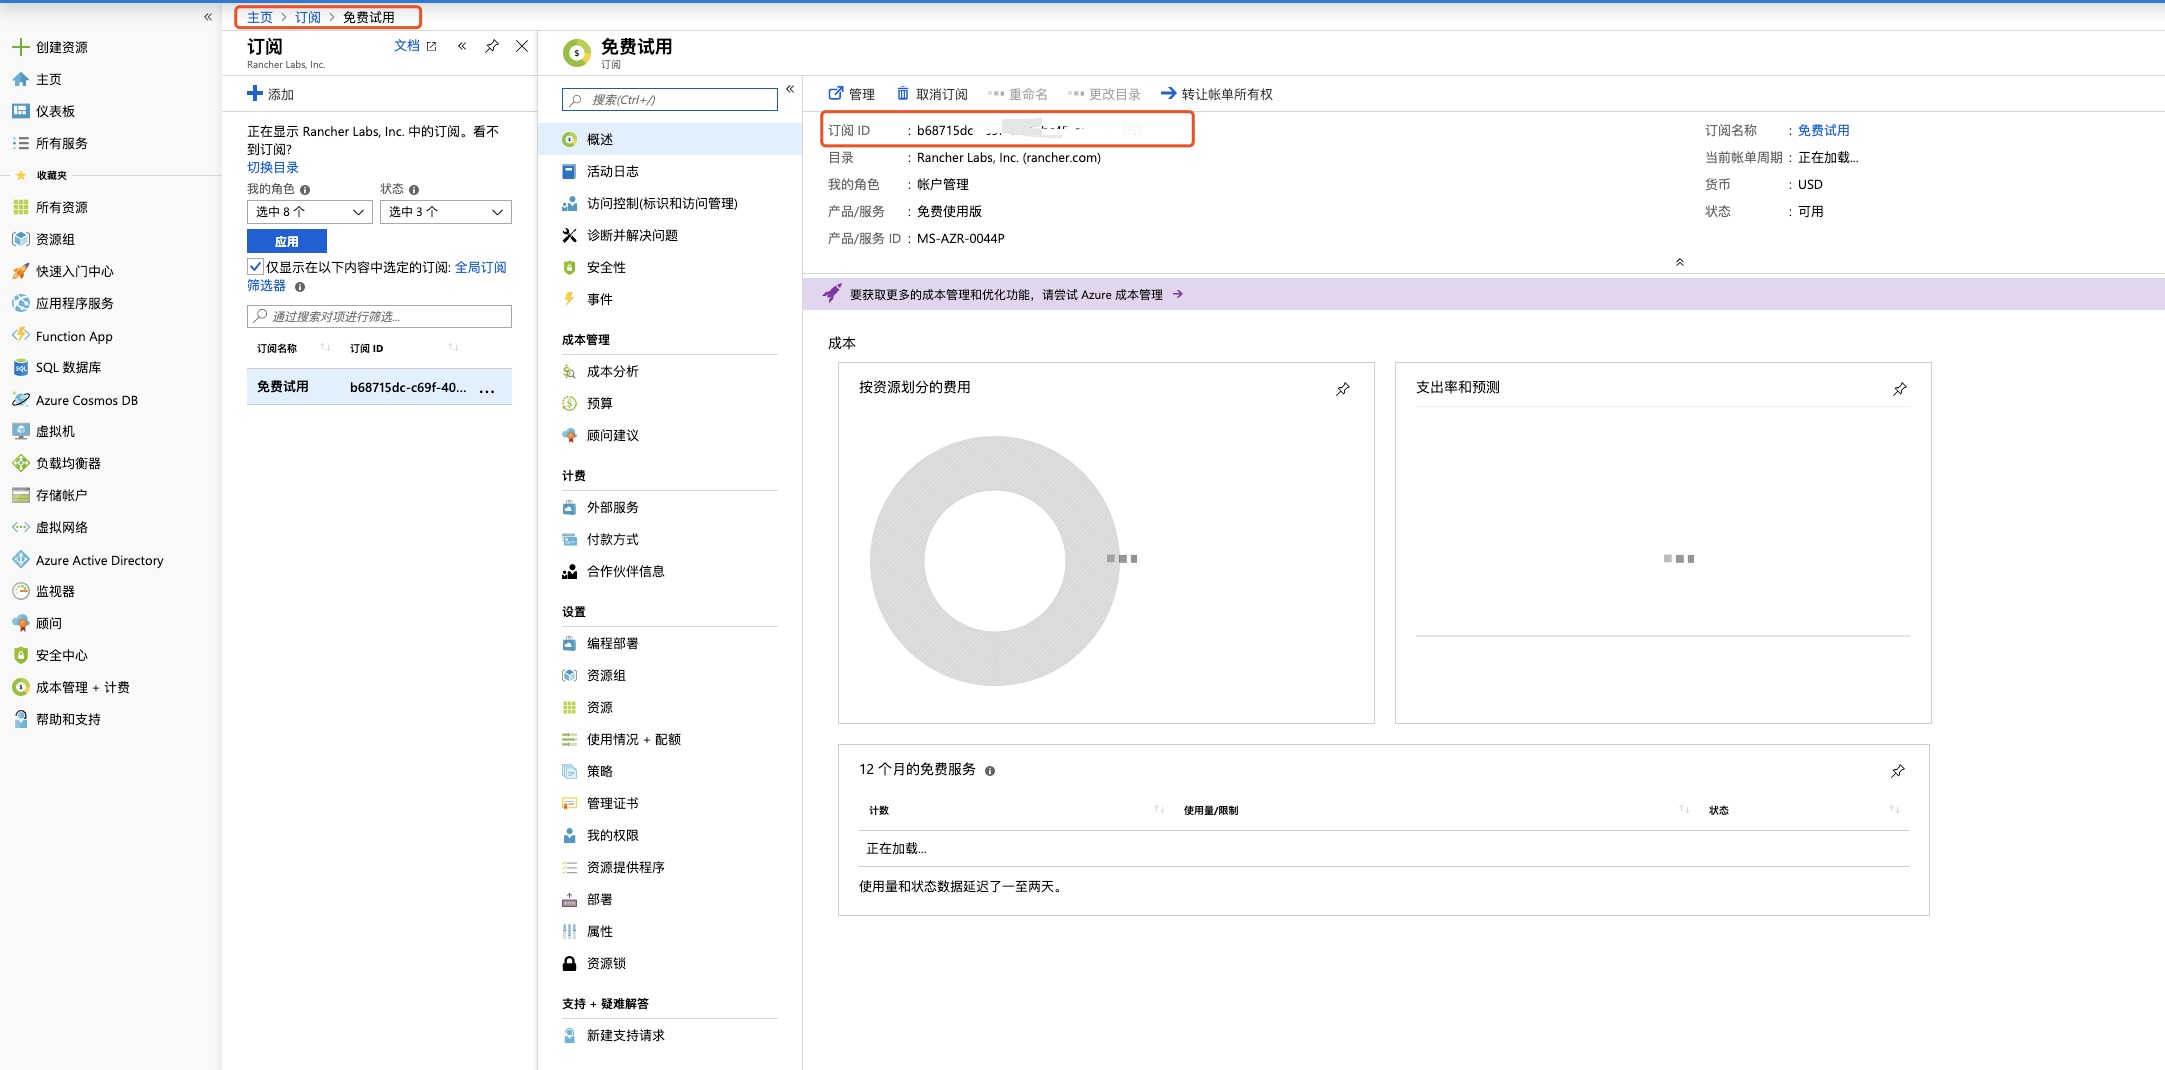 主页 > 订阅 > 免费试用
创建资源
主页
仪表板
所有服务
收藏夹
所有资源
资源组
快速入门中心
应用程序服务
Function App
SQL 数据库
Azure Cosmos DB
虚拟机
负载均衡器
存储帐户
虚拟网络
Azure Active Directory
监视器
顾问
安全中心
成本管理 + 计费
帮助和支持
订阅
文档
Rancher Labs, Inc.
添加
正在显示 Rancher Labs, Inc. 中的订阅。看不
到订阅?
切换目录
我的角色 状态
选中 8 个 选中 3 个
应用
仅显示在以下内容中选定的订阅: 全局订阅
筛选器
通过搜索对项进行筛选...
订阅名称 订阅 ID
免费试用 b68715dc-c69f-40... ...
免费试用
订阅
搜索(Ctrl+/)
概述
活动日志
访问控制(标识和访问管理)
诊断并解决问题
安全性
事件
成本管理
成本分析
预算
顾问建议
计费
外部服务
付款方式
合作伙伴信息
设置
编程部署
资源组
资源
使用情况 + 配额
策略
管理证书
我的权限
资源提供程序
部署
属性
资源锁
支持 + 疑难解答
新建支持请求
管理 取消订阅 重命名 更改目录 转让帐单所有权
订阅 ID : b68715dc-
目录 : Rancher Labs, Inc. (rancher.com)
我的角色 : 帐户管理
产品/服务 : 免费使用版
产品/服务 ID : MS-AZR-0044P
订阅名称 : 免费试用
当前帐单周期 : 正在加载...
货币 : USD
状态 : 可用
要获取更多的成本管理和优化功能，请尝试 Azure 成本管理 →
成本
按资源划分的费用
支出率和预测
12 个月的免费服务
计数 使用量/限制 状态
正在加载...
使用量和状态数据延迟了一至两天。